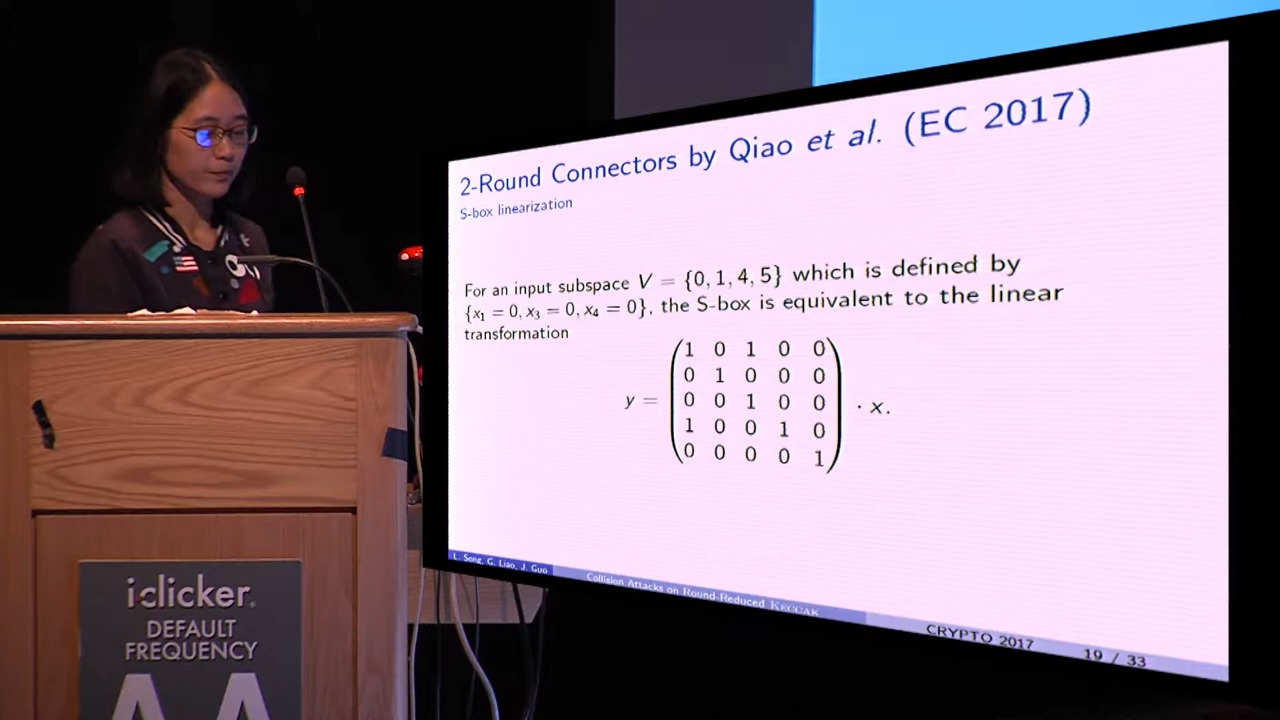 2-Round Connectors by Qiao et al. (EC 2017)
S-box linearization
For an input subspace V = {0, 1, 4, 5} which is defined by
{x₁ = 0, x₃ = 0, x₄ = 0}, the S-box is equivalent to the linear
transformation
y = (1 0 1 0 0
0 1 0 0 0
0 0 1 0 0
1 0 0 1 0
0 0 0 0 1) · x.
L. Song, G. Liao, J. Guo
Collision Attacks on Round-Reduced KECCAK
CRYPTO 2017
19 / 33
iclicker.
DEFAULT
FREQUENCY
AA